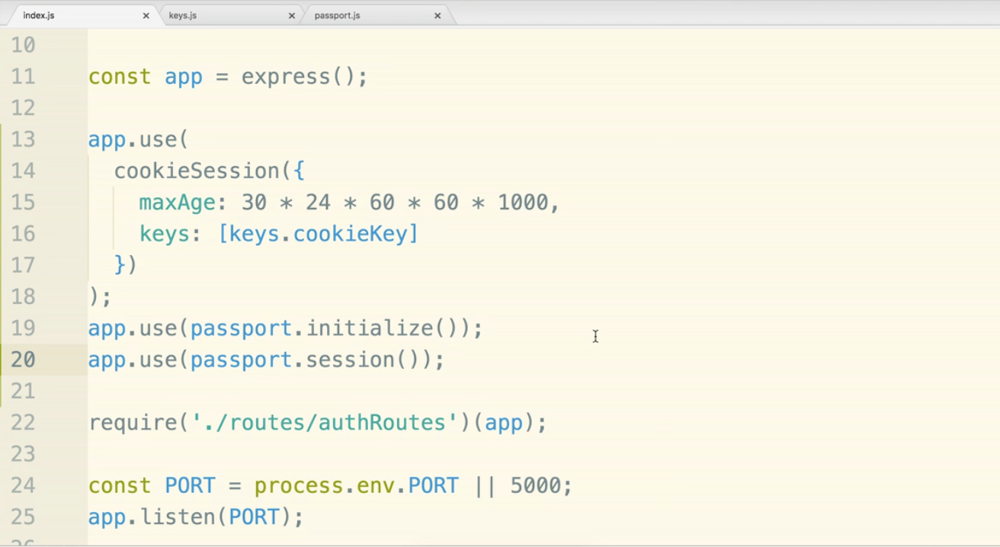 index.js × keys.js × passport.js ×
10
11 const app = express();
12
13 app.use(
14   cookieSession({
15     maxAge: 30 * 24 * 60 * 60 * 1000,
16     keys: [keys.cookieKey]
17   })
18 );
19 app.use(passport.initialize());
20 app.use(passport.session());
21
22 require('./routes/authRoutes')(app);
23
24 const PORT = process.env.PORT || 5000;
25 app.listen(PORT);